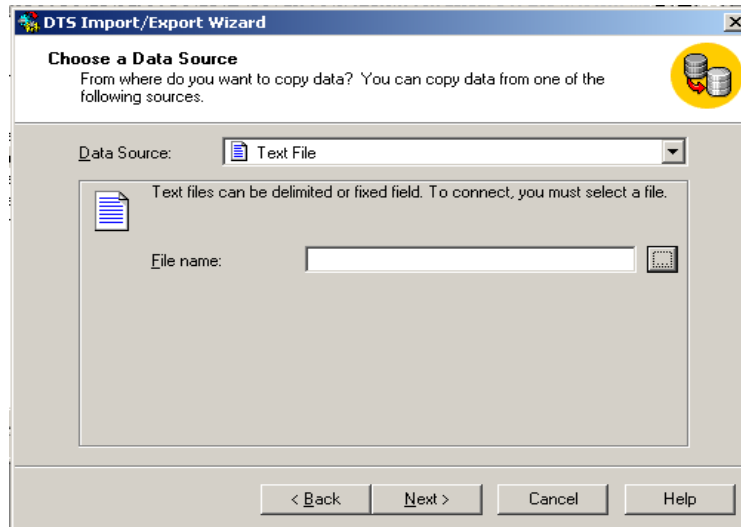 DTS Import/Export Wizard
Choose a Data Source
From where do you want to copy data? You can copy data from one of the
following sources.
Data Source:
Text File
Text files can be delimited or fixed field. To connect, you must select a file.
File name:
...
< Back
Next >
Cancel
Help